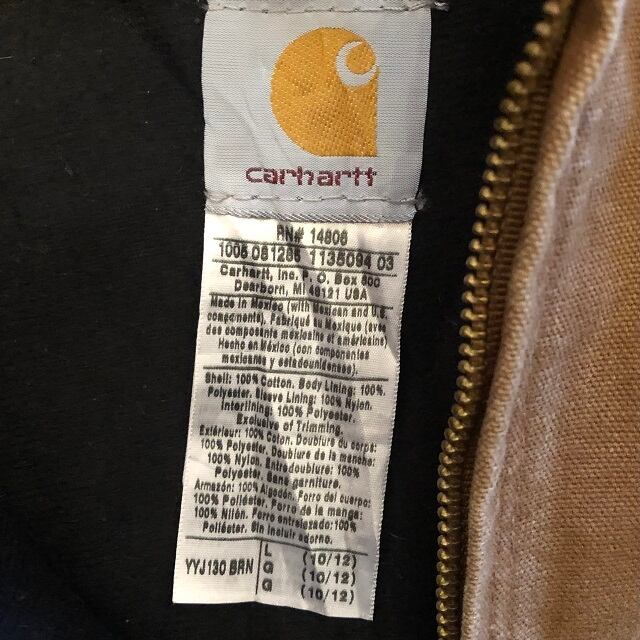 carhartt
RN# 14806
1006 081286 1135094 03
Carhartt, Inc. P. O. Box 600
Dearborn, MI 48121 USA
Made in Mexico (with Mexican and U.S.
components). Fabriqué au Mexique (avec
des composants méxicains et américains)
Hecho en México (con componentes
mexicanos y estadounidenses).
Shell: 100% Cotton. Body Lining: 100%
Polyester. Sleeve Lining: 100% Nylon.
Interlining: 100% Polyester.
Exclusive of Trimming.
Extérieur: 100% Coton. Doublure du corps:
100% Polyester. Doublure de la manche:
100% Nylon. Entre doublure: 100%
Polyester. Sans garniture.
Armazón: 100% Algodón. Forro del cuerpo:
100% Poliéster. Forro de la manga:
100% Nilón. Forro entrelazado: 100%
Poliéster. Sin incluir adorno.
YYJ130 BRN
L (10/12)
G (10/12)
G (10/12)